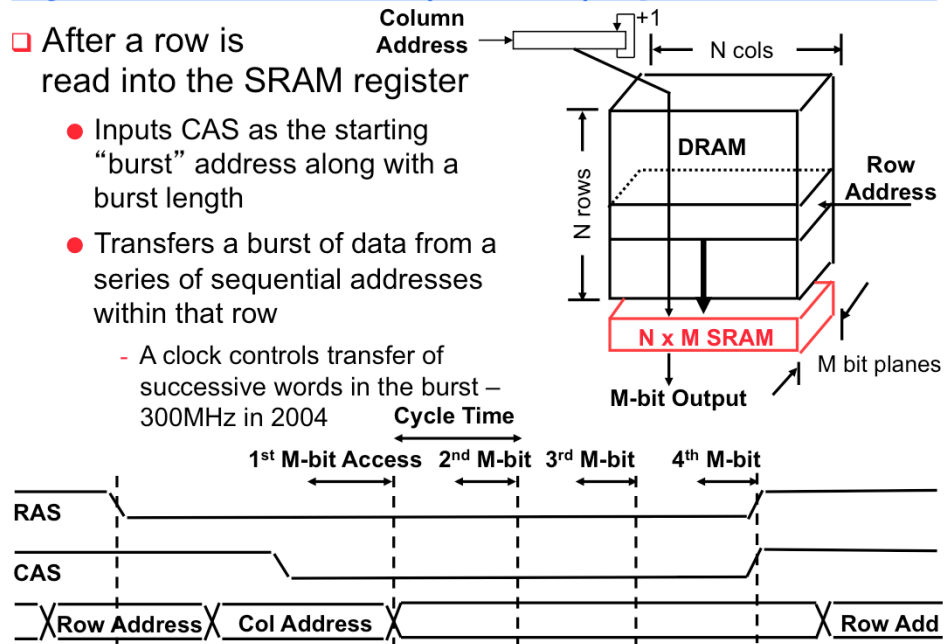 After a row is
read into the SRAM register
Inputs CAS as the starting
“burst” address along with a
burst length
Transfers a burst of data from a
series of sequential addresses
within that row
- A clock controls transfer of
successive words in the burst –
300MHz in 2004
Column
Address
+1
N cols
DRAM
N rows
Row
Address
N x M SRAM
M bit planes
M-bit Output
Cycle Time
1st M-bit Access
2nd M-bit
3rd M-bit
4th M-bit
RAS
CAS
Row Address
Col Address
Row Add